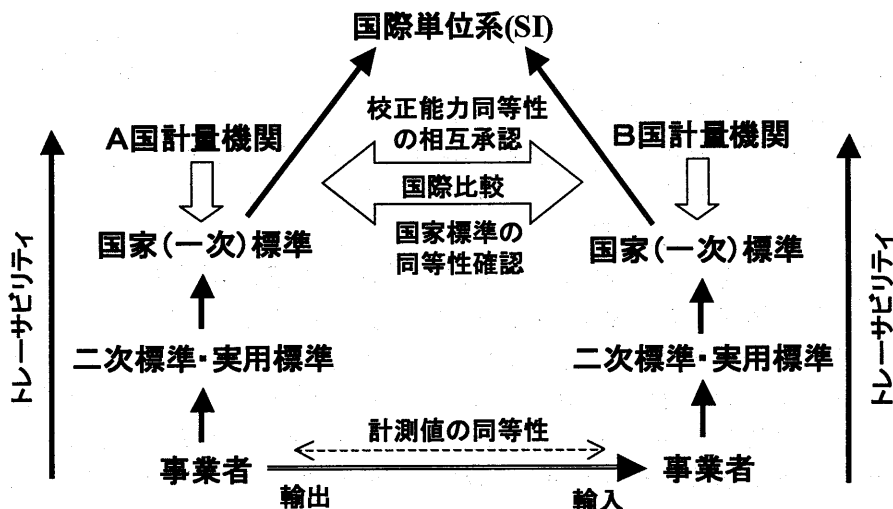 国際単位系(SI)
校正能力同等性
の相互承認
A国計量機関
B国計量機関
国際比較
国家(一次)標準
国家標準の
同等性確認
国家(一次)標準
トレーサビリティ
トレーサビリティ
二次標準・実用標準
二次標準・実用標準
計測値の同等性
事業者
事業者
輸出
輸入